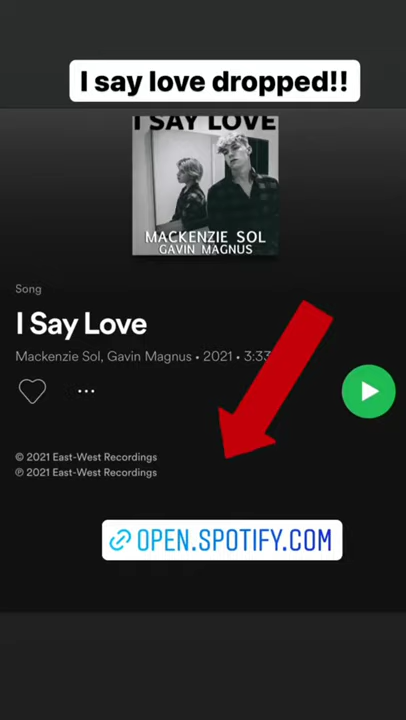 I say love dropped!!
I SAY LOVE
MACKENZIE SOL
GAVIN MAGNUS
Song
I Say Love
Mackenzie Sol, Gavin Magnus • 2021 • 3:33
© 2021 East-West Recordings
℗ 2021 East-West Recordings
OPEN.SPOTIFY.COM